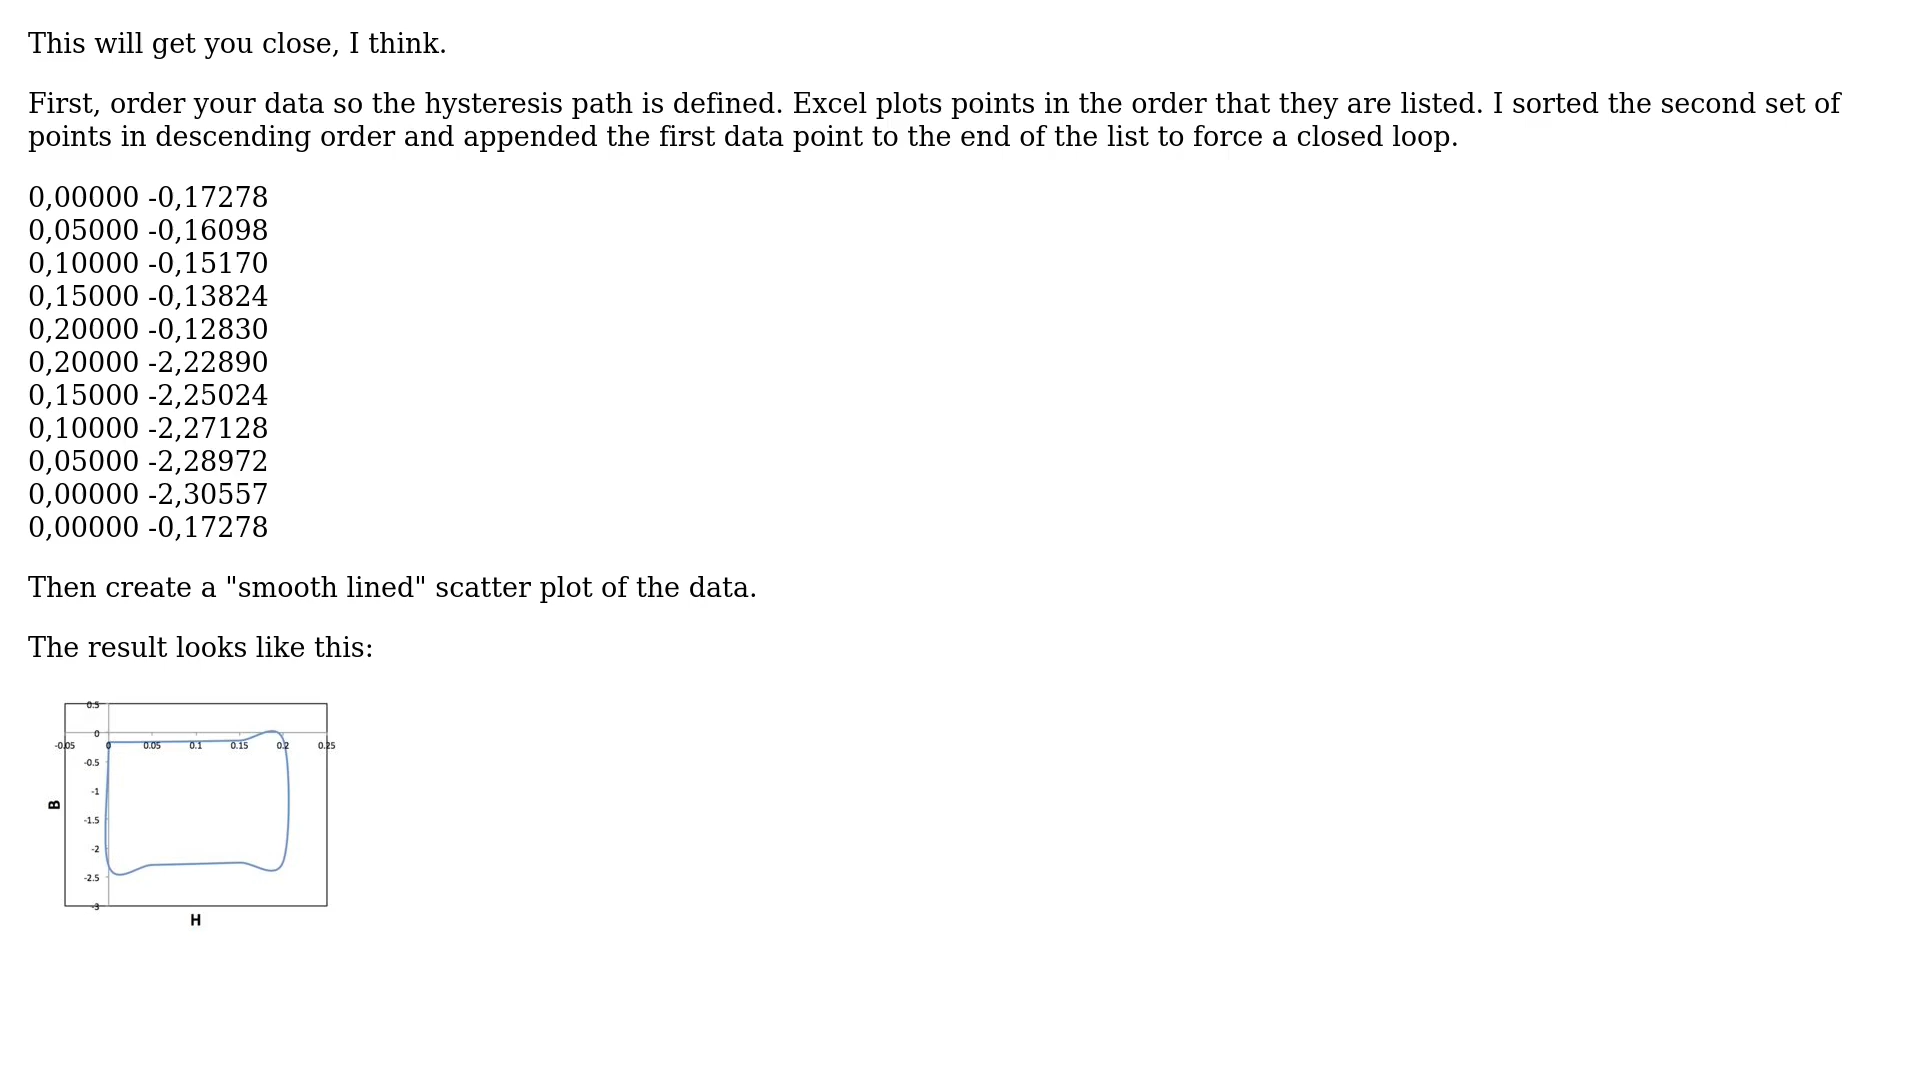 This will get you close, I think.
First, order your data so the hysteresis path is defined. Excel plots points in the order that they are listed. I sorted the second set of
points in descending order and appended the first data point to the end of the list to force a closed loop.
0,00000 -0,17278
0,05000 -0,16098
0,10000 -0,15170
0,15000 -0,13824
0,20000 -0,12830
0,20000 -2,22890
0,15000 -2,25024
0,10000 -2,27128
0,05000 -2,28972
0,00000 -2,30557
0,00000 -0,17278
Then create a "smooth lined" scatter plot of the data.
The result looks like this:
0.5
0
-0.05 0 0.05 0.1 0.15 0.2 0.25
-0.5
-1
B
-1.5
-2
-2.5
-3
H